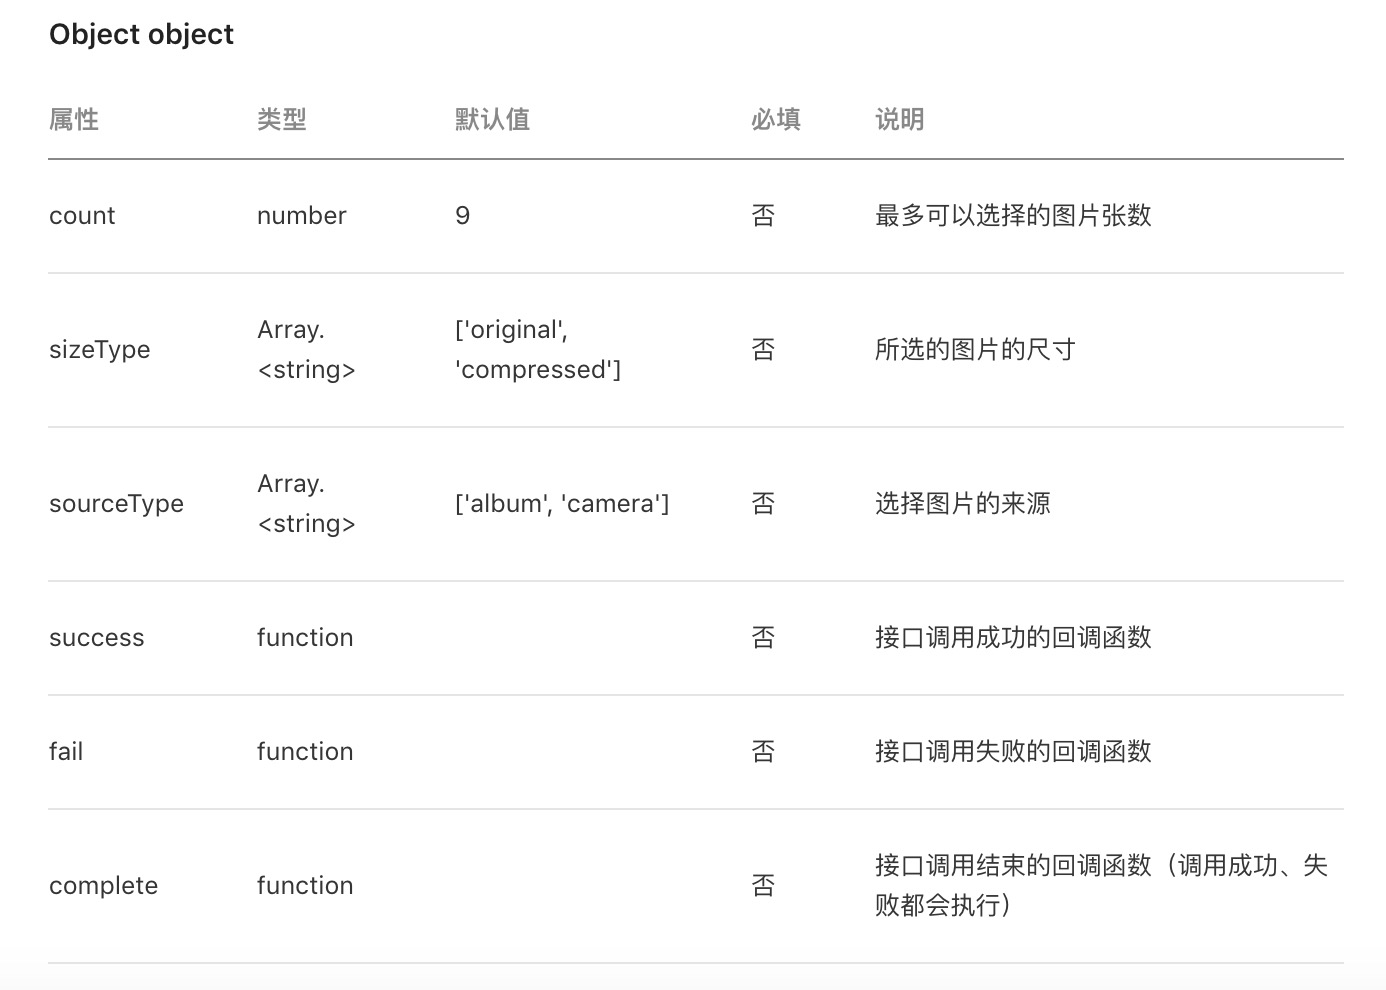 Object object
属性 类型 默认值 必填 说明
count number 9 否 最多可以选择的图片张数
sizeType Array.<string> ['original', 'compressed'] 否 所选的图片的尺寸
sourceType Array.<string> ['album', 'camera'] 否 选择图片的来源
success function 否 接口调用成功的回调函数
fail function 否 接口调用失败的回调函数
complete function 否 接口调用结束的回调函数（调用成功、失败都会执行）